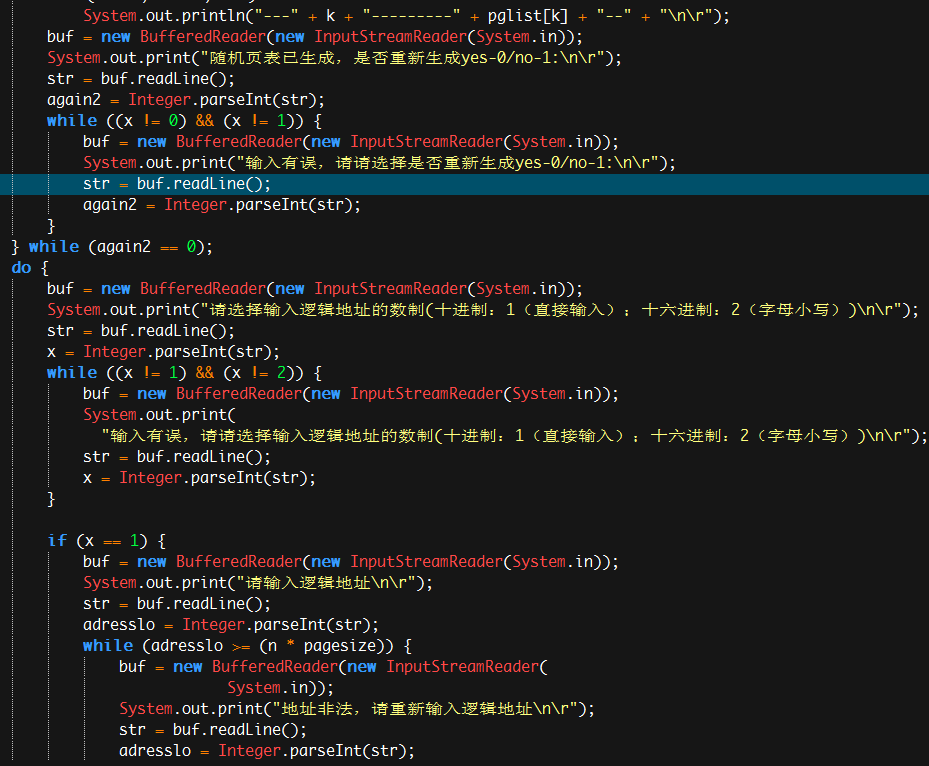 System.out.println("---" + k + "---------" + pglist[k] + "--" + "\n\r");
buf = new BufferedReader(new InputStreamReader(System.in));
System.out.print("随机页表已生成，是否重新生成yes-0/no-1:\n\r");
str = buf.readLine();
again2 = Integer.parseInt(str);
while ((x != 0) && (x != 1)) {
buf = new BufferedReader(new InputStreamReader(System.in));
System.out.print("输入有误，请请选择是否重新生成yes-0/no-1:\n\r");
str = buf.readLine();
again2 = Integer.parseInt(str);
}
} while (again2 == 0);
do {
buf = new BufferedReader(new InputStreamReader(System.in));
System.out.print("请选择输入逻辑地址的数制(十进制：1（直接输入）；十六进制：2（字母小写）)\n\r");
str = buf.readLine();
x = Integer.parseInt(str);
while ((x != 1) && (x != 2)) {
buf = new BufferedReader(new InputStreamReader(System.in));
System.out.print(
"输入有误，请请选择输入逻辑地址的数制(十进制：1（直接输入）；十六进制：2（字母小写）)\n\r");
str = buf.readLine();
x = Integer.parseInt(str);
}
if (x == 1) {
buf = new BufferedReader(new InputStreamReader(System.in));
System.out.print("请输入逻辑地址\n\r");
str = buf.readLine();
adresslo = Integer.parseInt(str);
while (adresslo >= (n * pagesize)) {
buf = new BufferedReader(new InputStreamReader(
System.in));
System.out.print("地址非法，请重新输入逻辑地址\n\r");
str = buf.readLine();
adresslo = Integer.parseInt(str);